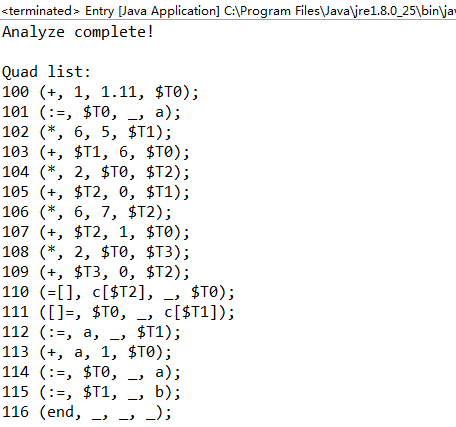 <terminated> Entry [Java Application] C:\Program Files\Java\jre1.8.0_25\bin\jav
Analyze complete!
Quad list:
100 (+, 1, 1.11, $T0);
101 (:=, $T0, _, a);
102 (*, 6, 5, $T1);
103 (+, $T1, 6, $T0);
104 (*, 2, $T0, $T2);
105 (+, $T2, 0, $T1);
106 (*, 6, 7, $T2);
107 (+, $T2, 1, $T0);
108 (*, 2, $T0, $T3);
109 (+, $T3, 0, $T2);
110 (=[], c[$T2], _, $T0);
111 ([]=, $T0, _, c[$T1]);
112 (:=, a, _, $T1);
113 (+, a, 1, $T0);
114 (:=, $T0, _, a);
115 (:=, $T1, _, b);
116 (end, _, _, _);